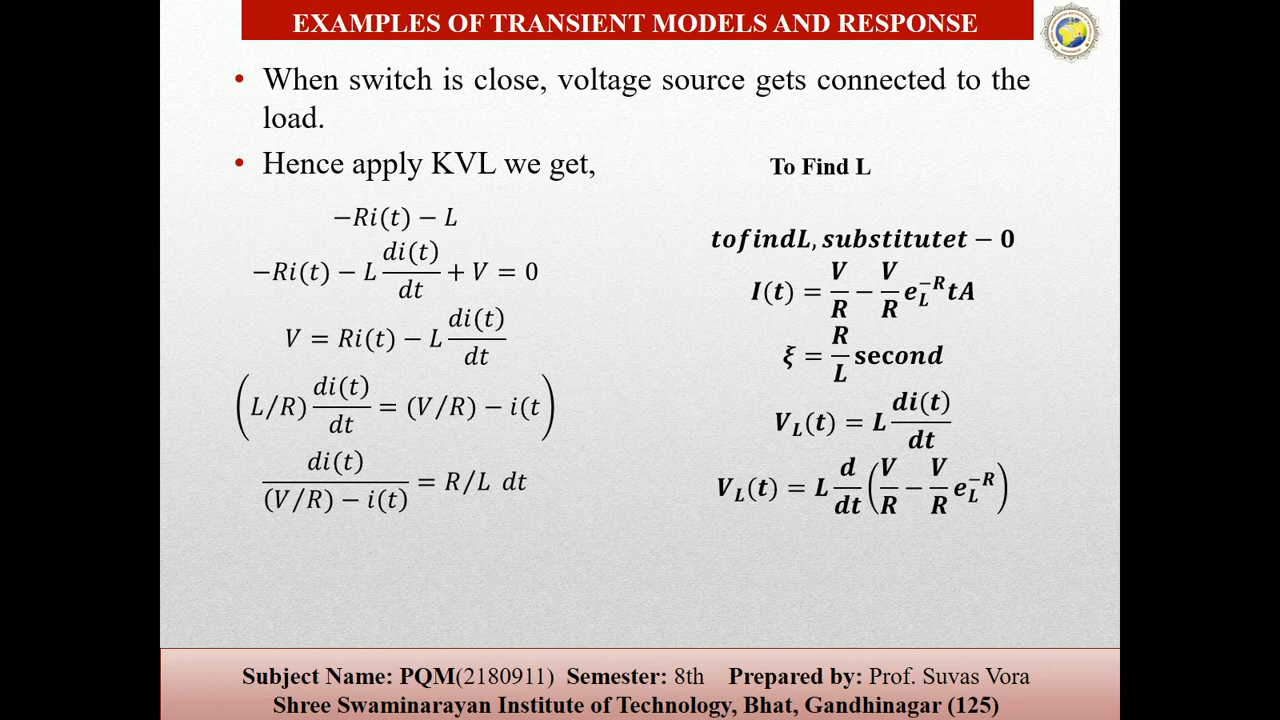 EXAMPLES OF TRANSIENT MODELS AND RESPONSE
• When switch is close, voltage source gets connected to the
load.
• Hence apply KVL we get,
−Ri(t) − L
−Ri(t) − L di(t)/dt + V = 0
V = Ri(t) − L di(t)/dt
(L/R) di(t)/dt = (V/R) − i(t)
di(t)/((V/R) − i(t)) = R/L dt
To Find L
tofindL, substitutet − 0
I(t) = V/R − V/R e_L^−R tA
ξ = R/L second
V_L(t) = L di(t)/dt
V_L(t) = L d/dt (V/R − V/R e_L^−R)
Subject Name: PQM(2180911) Semester: 8th Prepared by: Prof. Suvas Vora
Shree Swaminarayan Institute of Technology, Bhat, Gandhinagar (125)